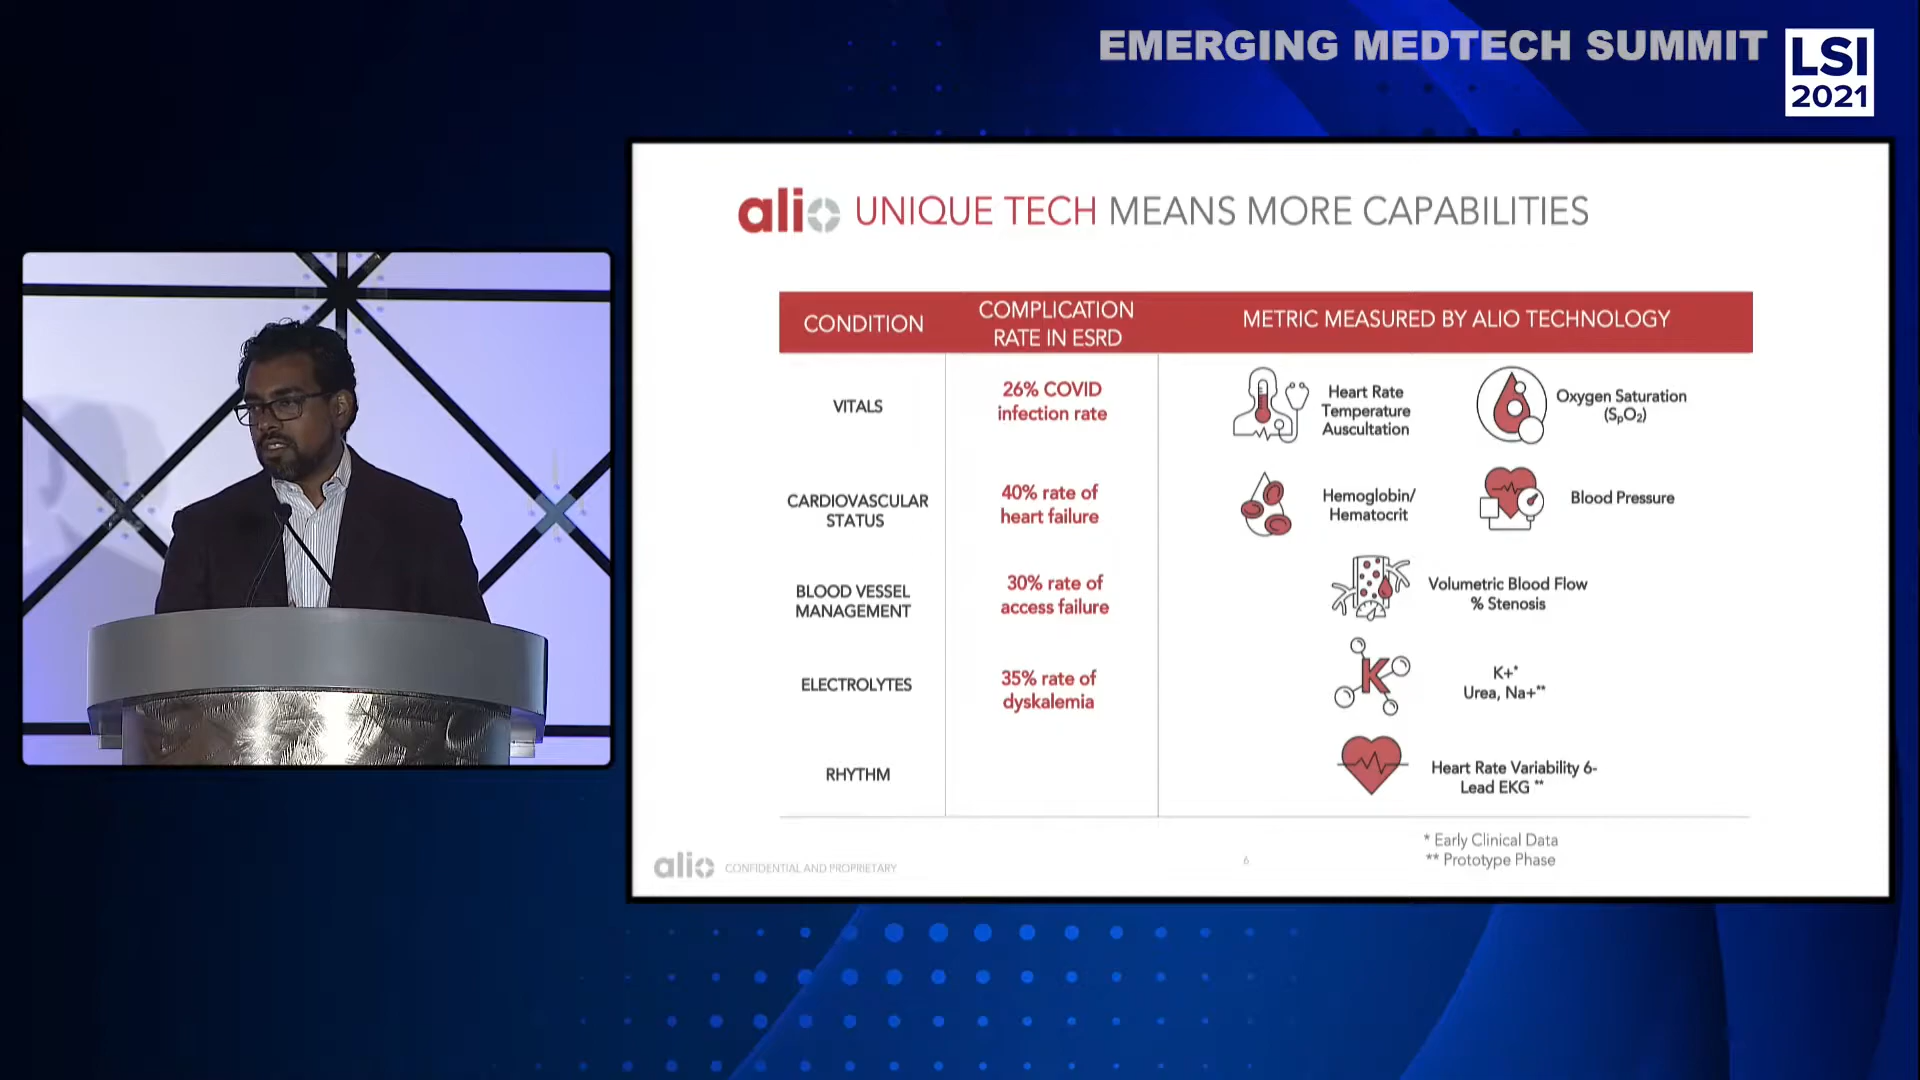 EMERGING MEDTECH SUMMIT
LSI
2021
alio UNIQUE TECH MEANS MORE CAPABILITIES
CONDITION
COMPLICATION
RATE IN ESRD
METRIC MEASURED BY ALIO TECHNOLOGY
VITALS
26% COVID
infection rate
Heart Rate
Temperature
Auscultation
Oxygen Saturation
(SpO2)
CARDIOVASCULAR
STATUS
40% rate of
heart failure
Hemoglobin/
Hematocrit
Blood Pressure
BLOOD VESSEL
MANAGEMENT
30% rate of
access failure
Volumetric Blood Flow
% Stenosis
ELECTROLYTES
35% rate of
dyskalemia
K
K+*
Urea, Na+**
RHYTHM
Heart Rate Variability 6-
Lead EKG **
* Early Clinical Data
** Prototype Phase
alio CONFIDENTIAL AND PROPRIETARY
6